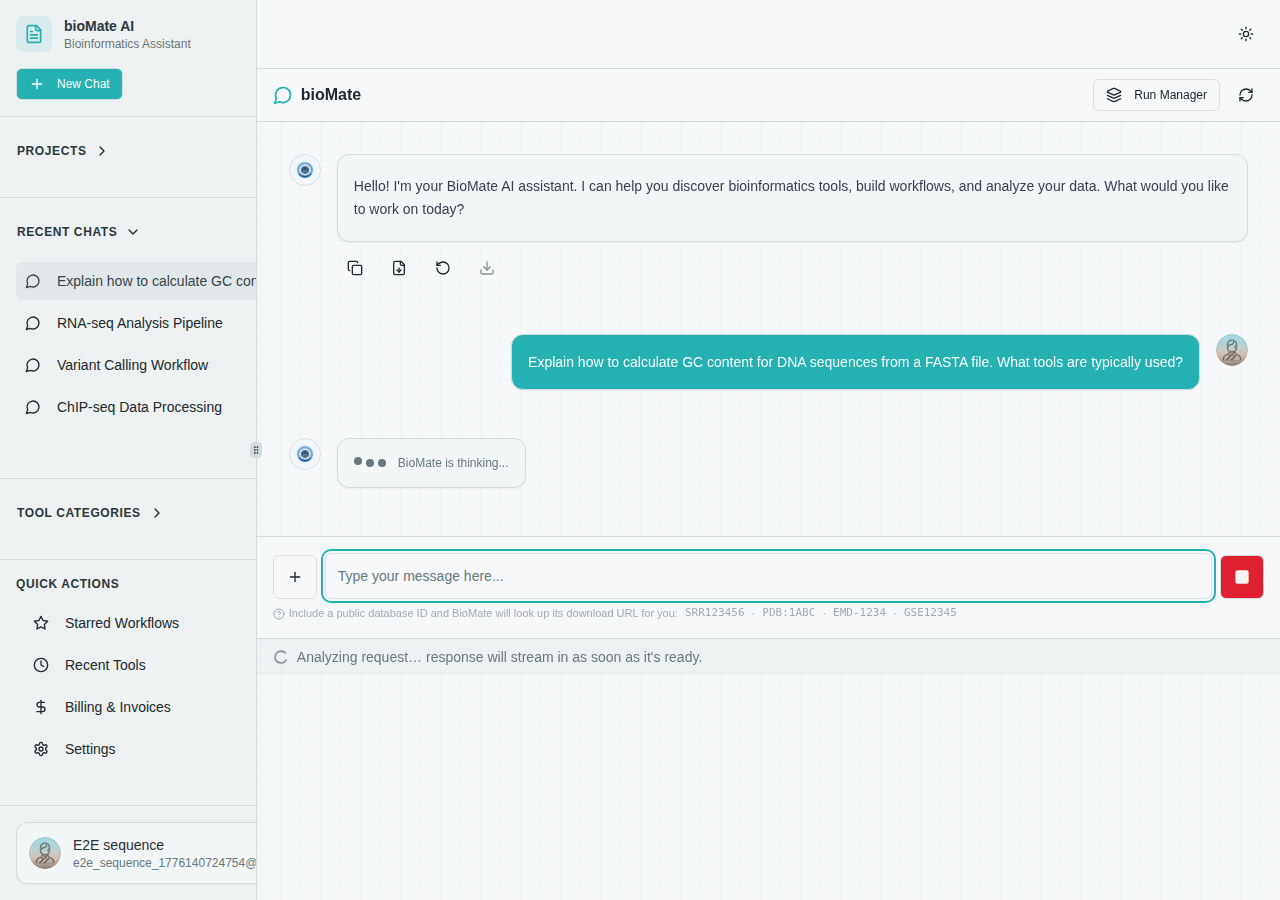 bioMate AI
Bioinformatics Assistant
New Chat
PROJECTS
RECENT CHATS
Explain how to calculate GC con
RNA-seq Analysis Pipeline
Variant Calling Workflow
ChIP-seq Data Processing
TOOL CATEGORIES
QUICK ACTIONS
Starred Workflows
Recent Tools
Billing & Invoices
Settings
E2E sequence
e2e_sequence_1776140724754@
bioMate
Run Manager
Hello! I'm your BioMate AI assistant. I can help you discover bioinformatics tools, build workflows, and analyze your data. What would you like
to work on today?
Explain how to calculate GC content for DNA sequences from a FASTA file. What tools are typically used?
BioMate is thinking...
Type your message here...
Include a public database ID and BioMate will look up its download URL for you: SRR123456 · PDB:1ABC · EMD-1234 · GSE12345
Analyzing request… response will stream in as soon as it's ready.